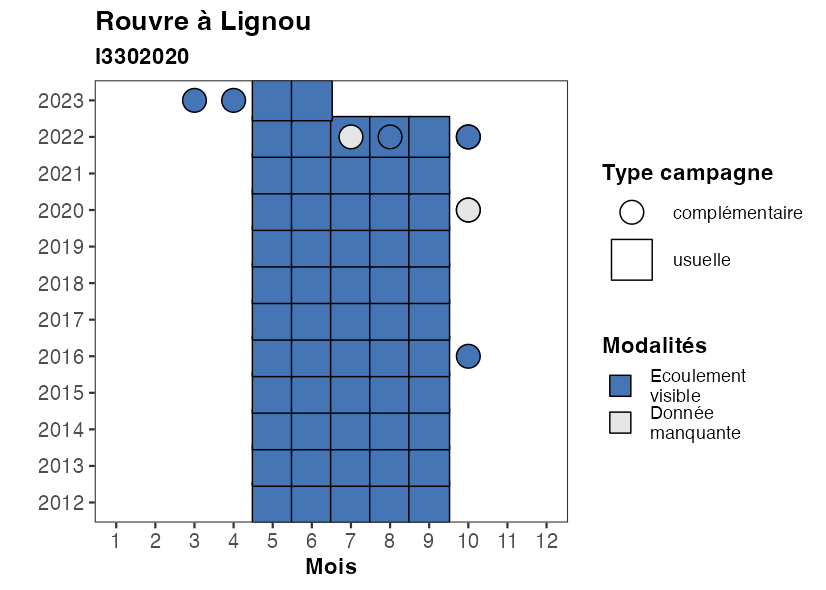 Rouvre à Lignou
I3302020
2023
2022
2021
2020
2019
2018
2017
2016
2015
2014
2013
2012
1 2 3 4 5 6 7 8 9 10 11 12
Mois
Type campagne
complémentaire
usuelle
Modalités
Ecoulement
visible
Donnée
manquante